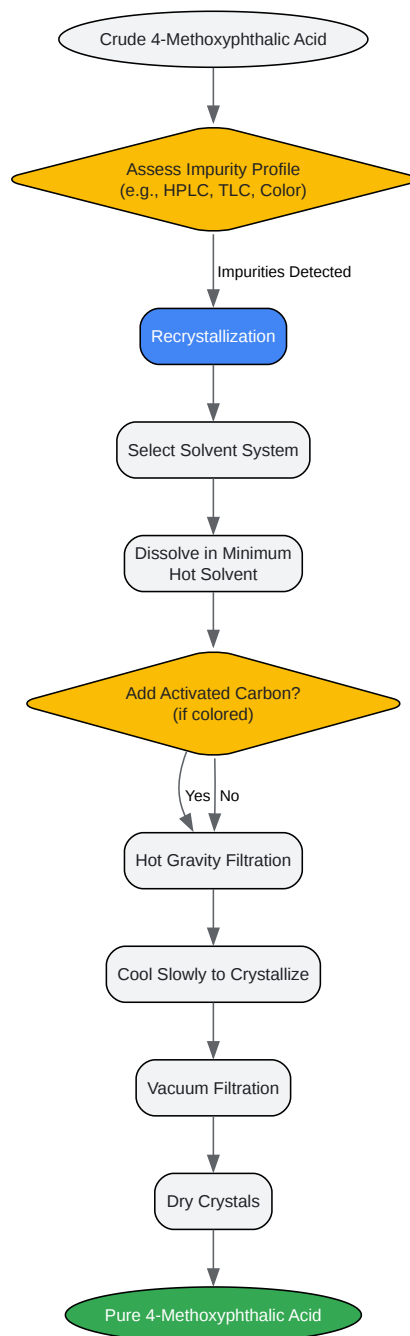 Crude 4-Methoxyphthalic Acid
Assess Impurity Profile
(e.g., HPLC, TLC, Color)
Impurities Detected
Recrystallization
Select Solvent System
Dissolve in Minimum
Hot Solvent
Add Activated Carbon?
(if colored)
Yes
No
Hot Gravity Filtration
Cool Slowly to Crystallize
Vacuum Filtration
Dry Crystals
Pure 4-Methoxyphthalic Acid